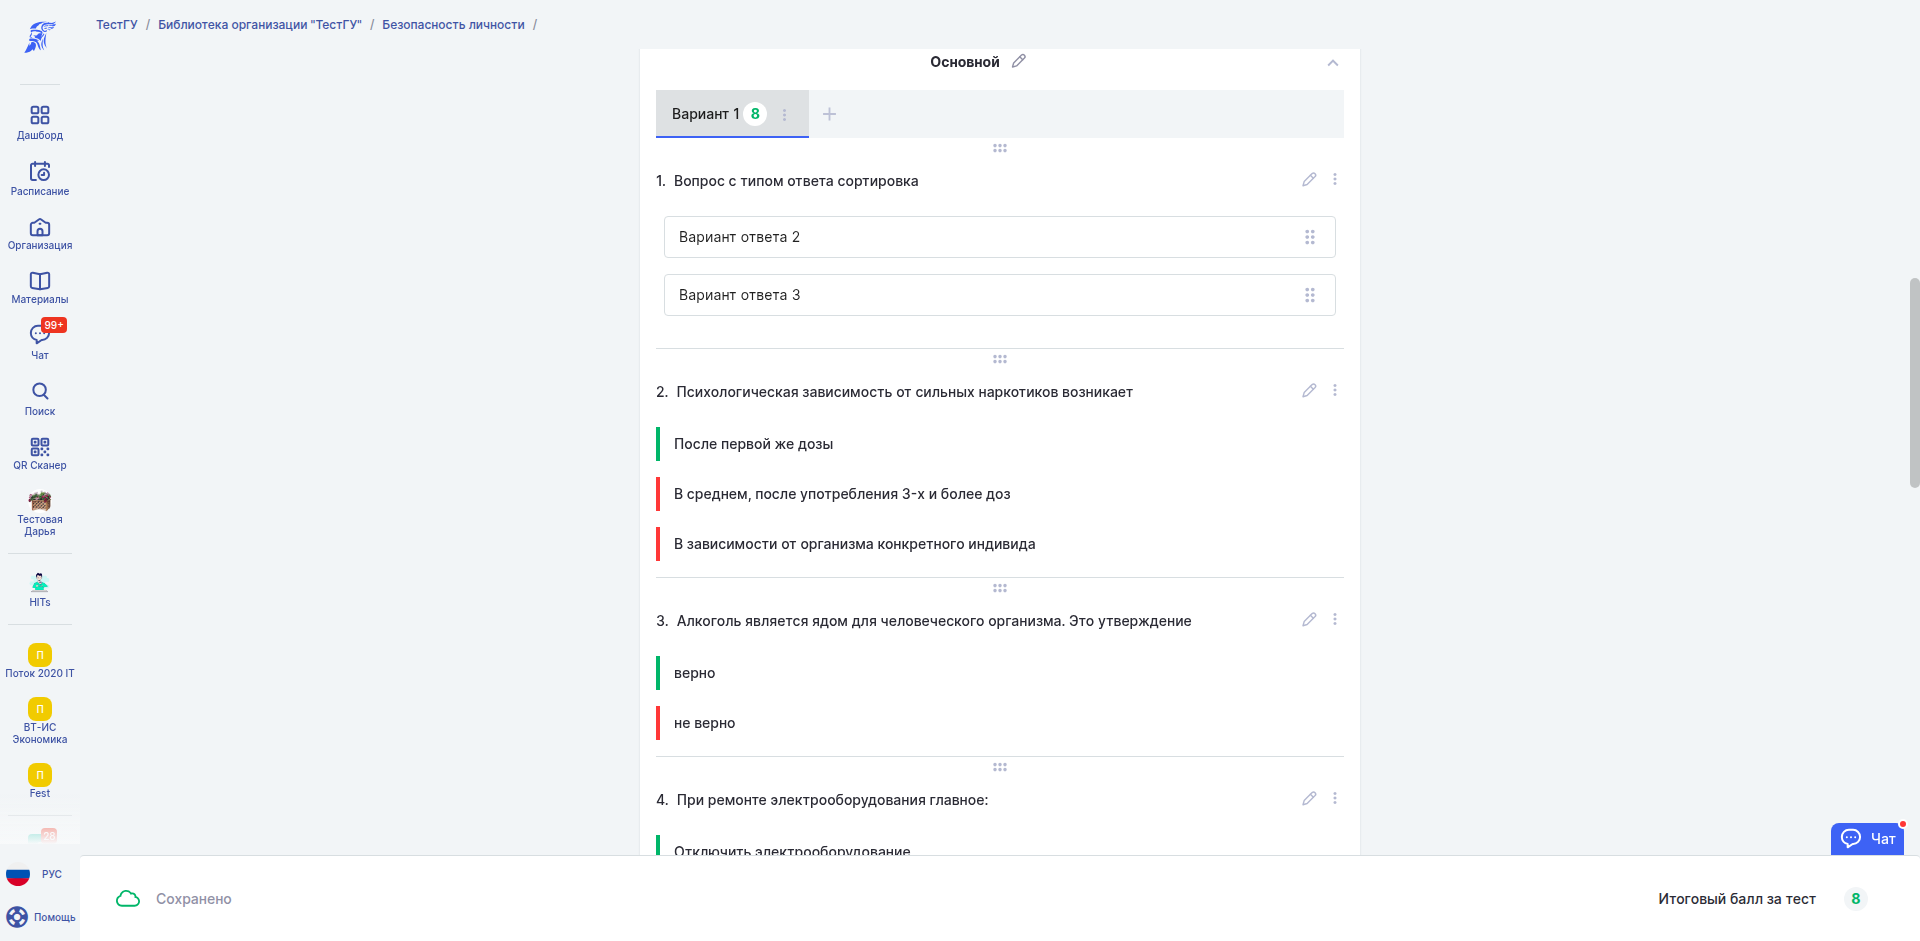 ТестГУ / Библиотека организации "ТестГУ" / Безопасность личности /
Дашборд
Расписание
Организация
Материалы
99+
Чат
Поиск
QR Сканер
Тестовая
Дарья
HITs
П
Поток 2020 IT
П
ВТ-ИС
Экономика
П
Fest
28
РУС
Помощь
Основной
Вариант 1 8
1. Вопрос с типом ответа сортировка
Вариант ответа 2
Вариант ответа 3
2. Психологическая зависимость от сильных наркотиков возникает
После первой же дозы
В среднем, после употребления 3-х и более доз
В зависимости от организма конкретного индивида
3. Алкоголь является ядом для человеческого организма. Это утверждение
верно
не верно
4. При ремонте электрооборудования главное:
Отключить электрооборудование
Чат
Сохранено
Итоговый балл за тест 8